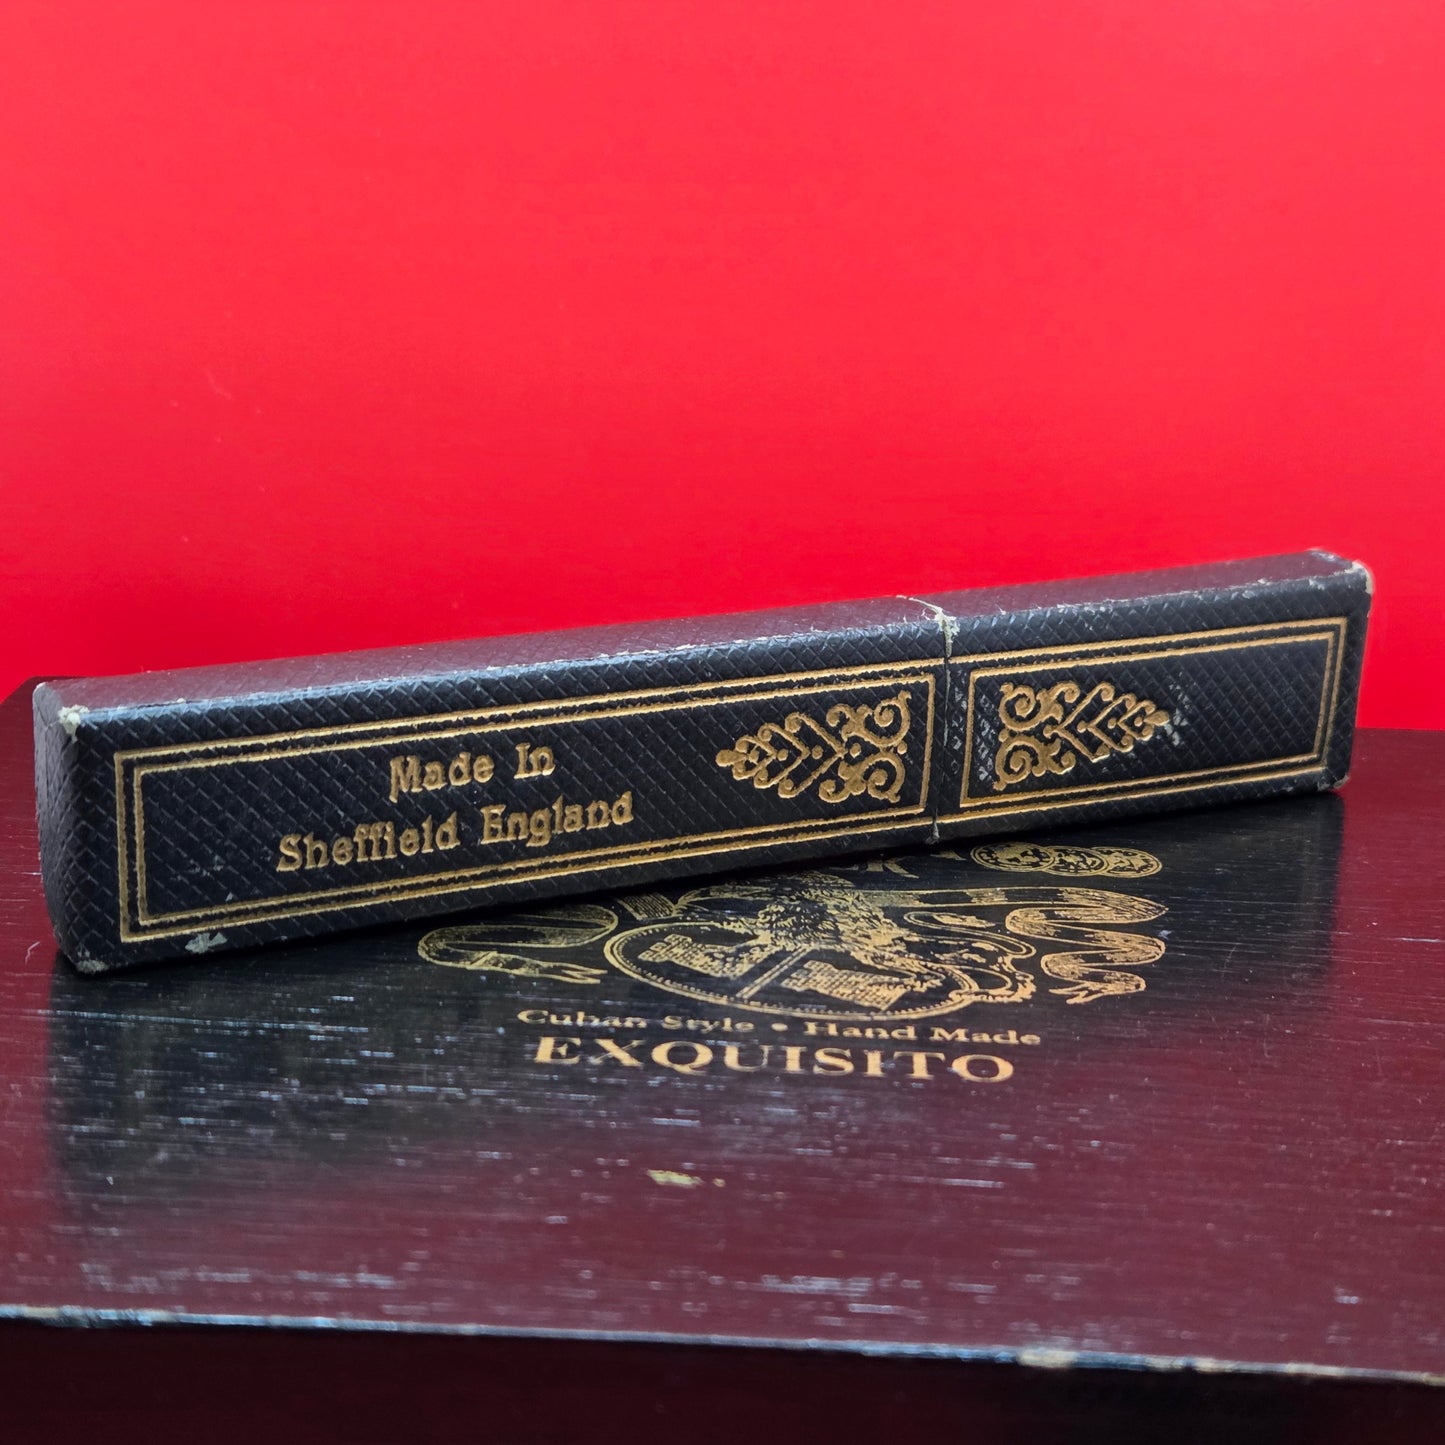 Made In
Sheffield England
Cuban Style • Hand Made
EXQUISITO